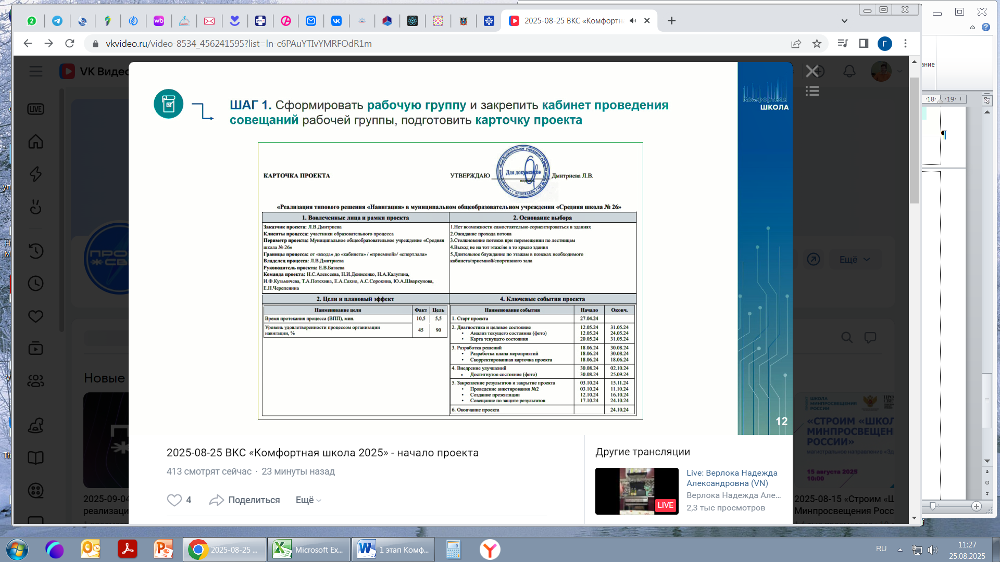 2025-08-25 ВКС «Комфортн
vkvideo.ru/video-8534_456241595?list=ln-c6PAuYTIvYMRFOdR1m
Г
ание
18 19
VK Видео
LIVE
ШАГ 1. Сформировать рабочую группу и закрепить кабинет проведения
совещаний рабочей группы, подготовить карточку проекта
Комфортная
ШКОЛА
КАРТОЧКА ПРОЕКТА
УТВЕРЖДАЮ
Для документов
Дмитриева Л.В.
«Реализация типового решения «Навигация» в муниципальном общеобразовательном учреждении «Средняя школа № 26»
1. Вовлеченные лица и рамки проекта
Заказчик проекта: Л.В.Дмитриева
Клиенты процесса: участники образовательного процесса
Периметр проекта: Муниципальное общеобразовательное учреждение «Средняя
школа № 26»
Границы процесса: от «входа» до «кабинета» / «приемной»/ «спорт.зала»
Владелец процесса: Л.В.Дмитриева
Руководитель проекта: Е.В.Батаева
Команда проекта: Н.С.Алексеева, Н.И.Денисенко, Н.А.Калугина,
И.Ф.Кузьмичева, Т.А.Потехина, Е.А.Сахно, А.С.Сорокина, Ю.А.Шваркунова,
Е.Н.Черепенина
2. Основание выбора
1.Нет возможности самостоятельно сориентироваться в зданиях
2.Ожидание прохода потока
3.Столкновение потоков при перемещении по лестницам
4.Выход не на тот этаж/не в то крыло здания
5.Длительное блуждание по этажам в поисках необходимого
кабинета/приемной/спортивного зала
2. Цели и плановый эффект
Наименование цели Факт Цель
Время протекания процесса (ВПП), мин. 10,5 5,5
Уровень удовлетворенности процессом организации
навигации, % 45 90
4. Ключевые события проекта
Наименование события Начало Оконч.
1. Старт проекта 27.04.24
2. Диагностика и целевое состояние 12.05.24 31.05.24
• Анализ текущего состояния (фото) 12.05.24 24.05.24
• Карта текущего состояния 20.05.24 31.05.24
3. Разработка решений 18.06.24 30.08.24
• Разработка плана мероприятий 18.06.24 30.08.24
• Скорректированная карточка проекта 18.06.24 18.06.24
4. Внедрение улучшений 30.08.24 02.10.24
• Достигнутое состояние (фото) 30.08.24 25.09.24
5. Закрепление результатов и закрытие проекта 03.10.24 15.11.24
• Проведение анкетирования №2 03.10.24 11.10.24
• Создание презентации 12.10.24 16.10.24
• Совещание по защите результатов 17.10.24 24.10.24
6. Окончание проекта 24.10.24
12
Ещё
Новые
2025-08-25 ВКС «Комфортная школа 2025» - начало проекта
413 смотрят сейчас · 23 минуты назад
4 Поделиться Ещё
Другие трансляции
Live: Верлока Надежда
Александровна (VN)
Верлока Надежда Але...
2,3 тыс просмотров
LIVE
ШКОЛА
МИНПРОСВЕЩЕНИЯ
РОССИИ
«СТРОИМ «ШКОЛ
МИНПРОСВЕЩЕН
РОССИИ»
15 августа 2025
10:00
2025-08-15 «Строим «Ш
Минпросвещения Росс
2025-09-04
реализаци
2025-08-25 ...
Microsoft Ex...
1 этап Комф...
RU
11:27
25.08.2025